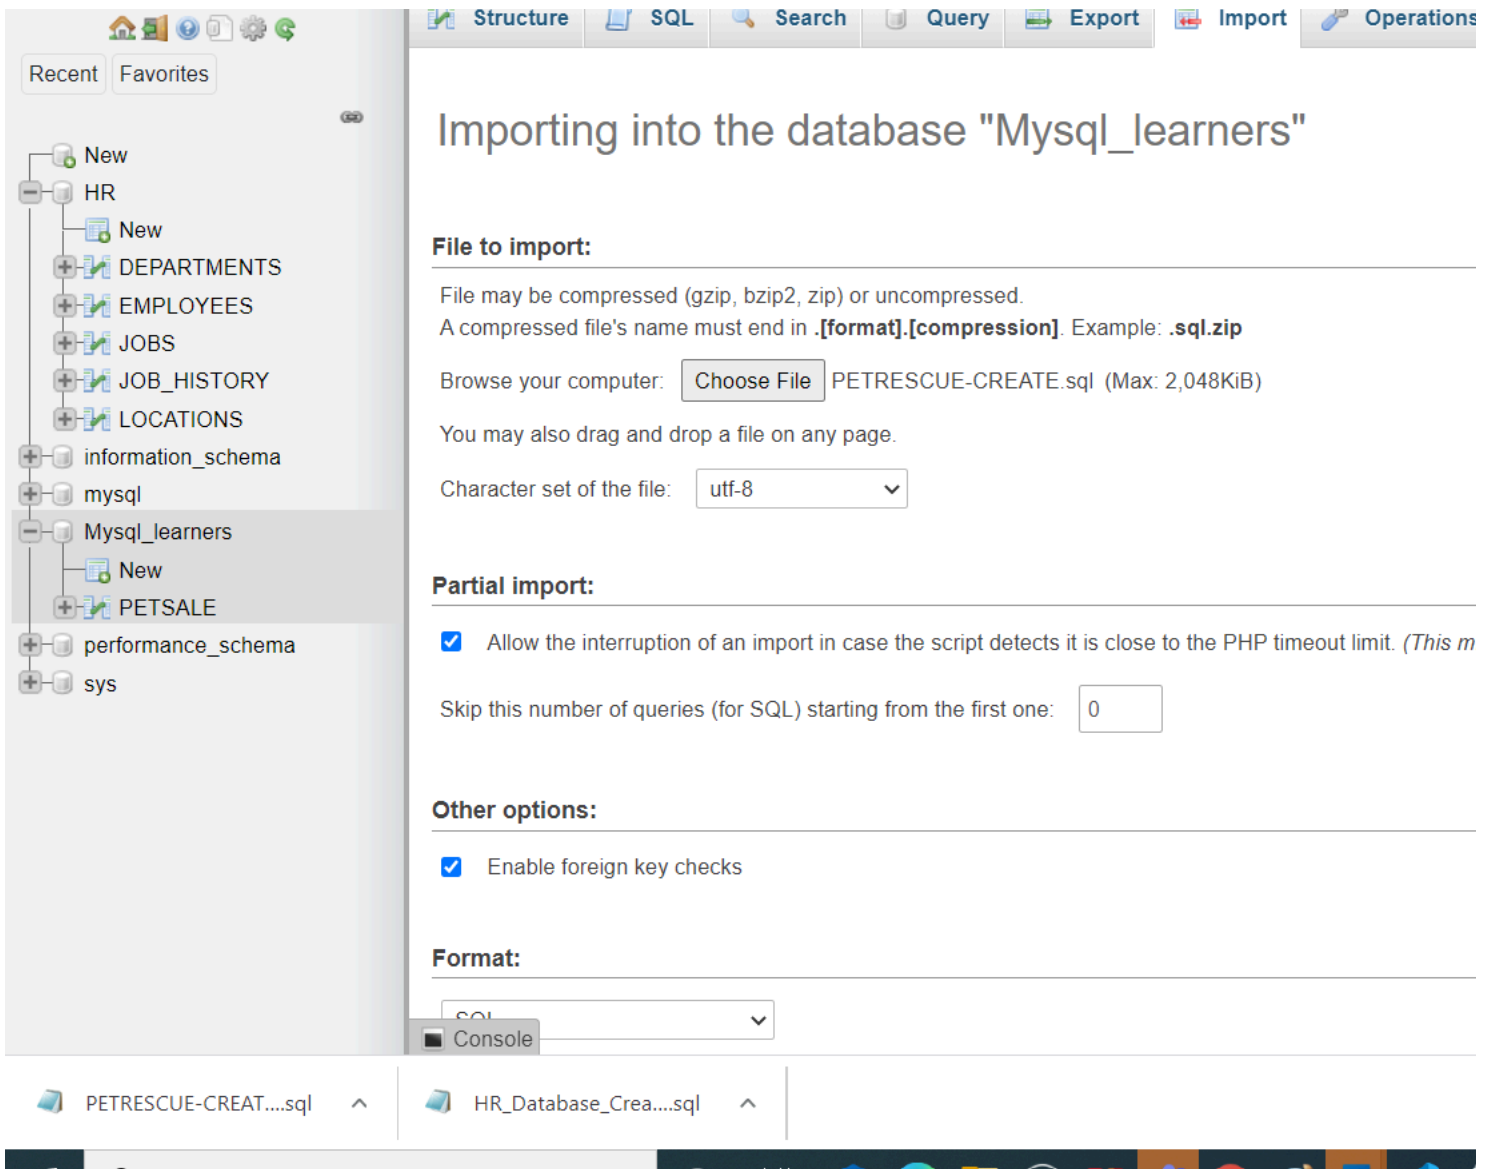 Structure SQL Search Query Export Import Operations
Recent Favorites
Importing into the database "Mysql_learners"
New
HR
New
DEPARTMENTS
EMPLOYEES
JOBS
JOB_HISTORY
LOCATIONS
information_schema
mysql
Mysql_learners
New
PETSALE
performance_schema
sys
File to import:
File may be compressed (gzip, bzip2, zip) or uncompressed.
A compressed file's name must end in .[format].[compression]. Example: .sql.zip
Browse your computer: Choose File PETRESCUE-CREATE.sql (Max: 2,048KiB)
You may also drag and drop a file on any page.
Character set of the file: utf-8
Partial import:
Allow the interruption of an import in case the script detects it is close to the PHP timeout limit. (This m
Skip this number of queries (for SQL) starting from the first one: 0
Other options:
Enable foreign key checks
Format:
SQL
Console
PETRESCUE-CREAT....sql HR_Database_Crea....sql